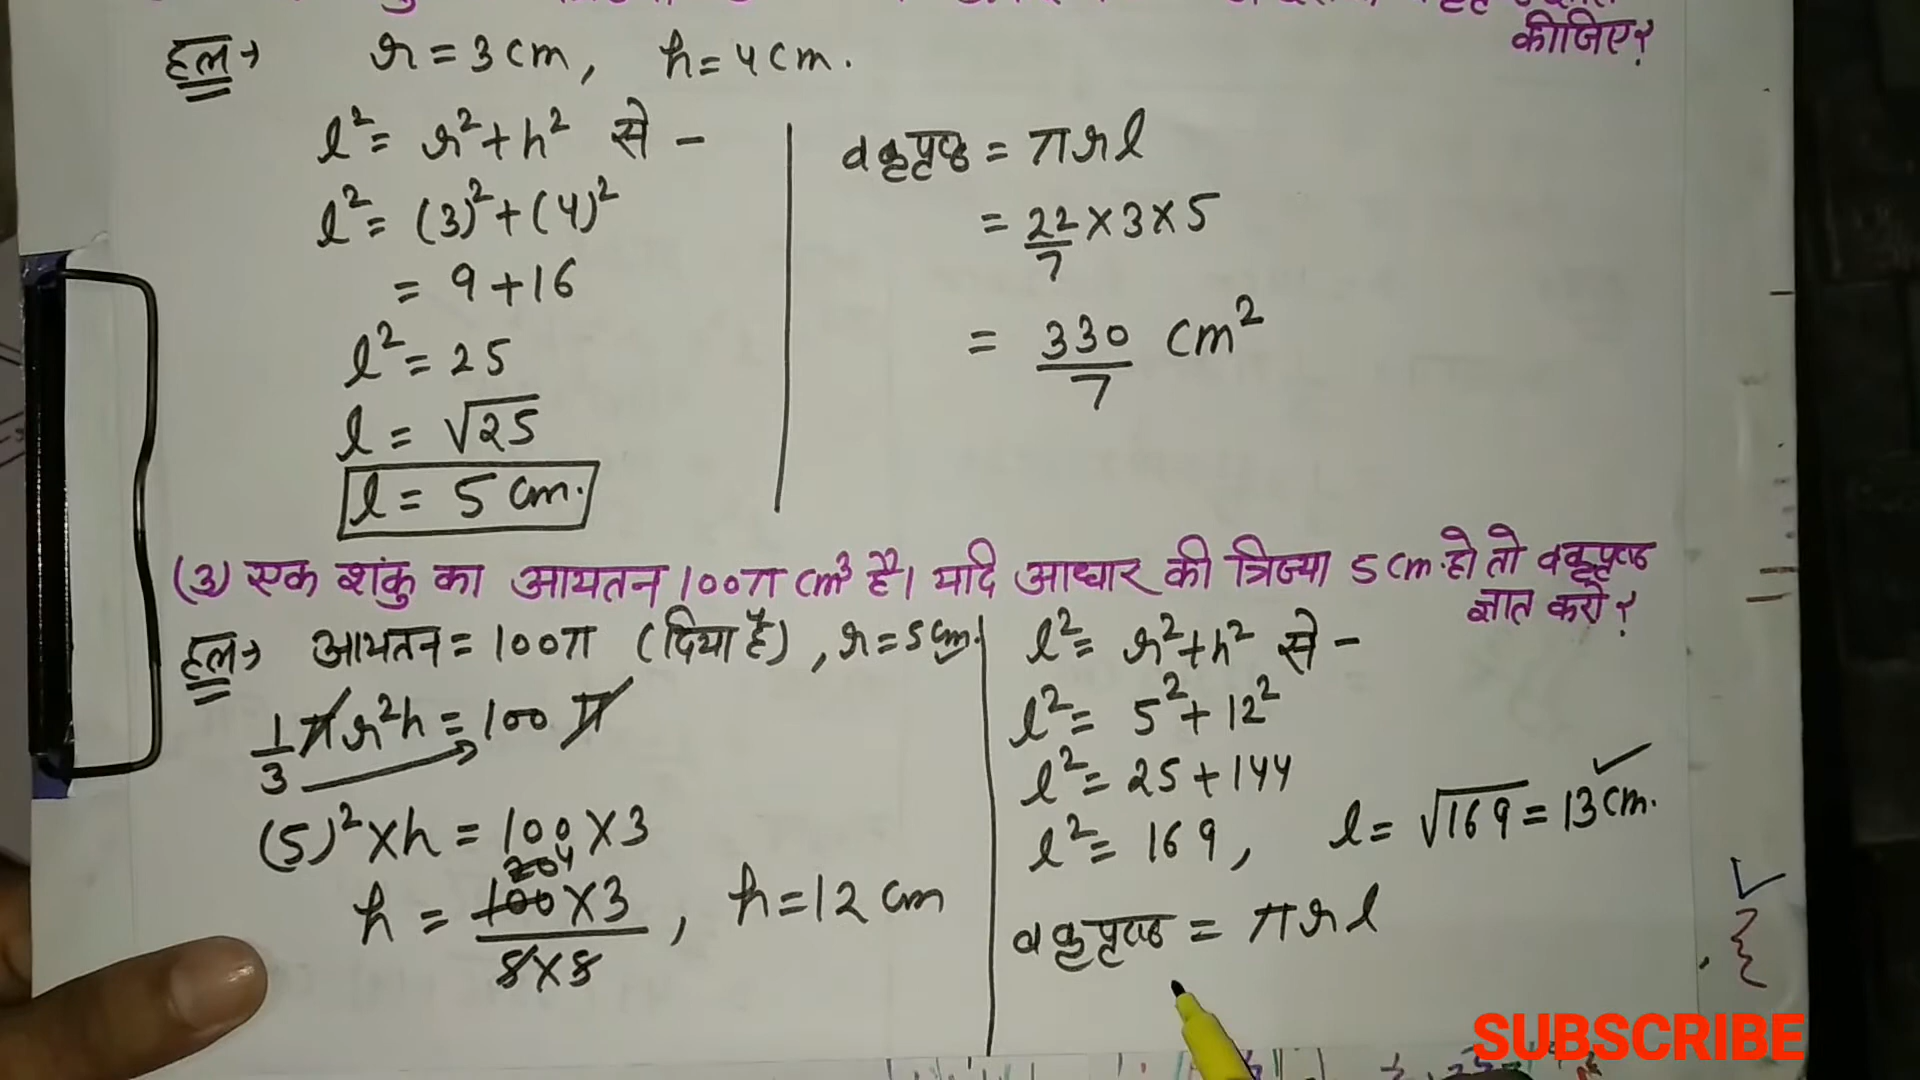 कीजिए?
हल→ r = 3 cm, h = 4 cm.
l² = r² + h² से –
l² = (3)² + (4)²
= 9 + 16
l² = 25
l = √25
l = 5 cm.
वक्रपृष्ठ = πrl
= 22/7 × 3 × 5
= 330/7 cm²
(3) एक शंकु का आयतन 100π cm³ है। यदि आधार की त्रिज्या 5 cm. हो तो वक्रपृष्ठ
ज्ञात करो?
हल→ आयतन = 100π (दिया है), r = 5 cm.
1/3 πr²h = 100 π
(5)² × h = 100 × 3
20 4
h = 100 × 3 / 5 × 5, h = 12 cm
l² = r² + h² से –
l² = 5² + 12²
l² = 25 + 144
l² = 169, l = √169 = 13 cm.
वक्रपृष्ठ = πrl
SUBSCRIBE